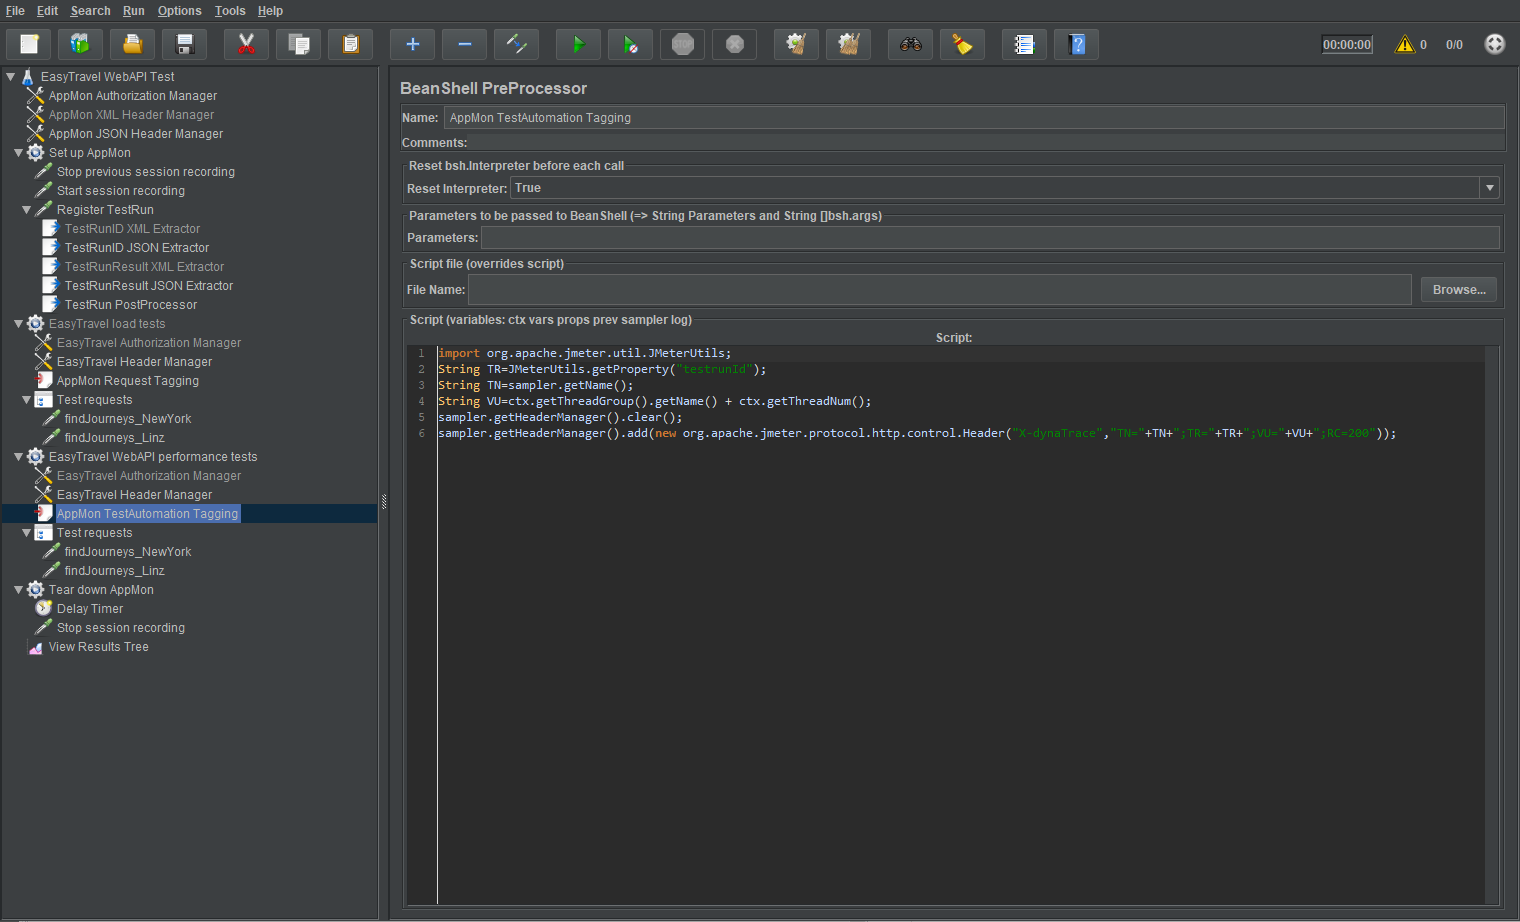 File Edit Search Run Options Tools Help
STOP
00:00:00 0 0/0
EasyTravel WebAPI Test
AppMon Authorization Manager
AppMon XML Header Manager
AppMon JSON Header Manager
Set up AppMon
Stop previous session recording
Start session recording
Register TestRun
TestRunID XML Extractor
TestRunID JSON Extractor
TestRunResult XML Extractor
TestRunResult JSON Extractor
TestRun PostProcessor
EasyTravel load tests
EasyTravel Authorization Manager
EasyTravel Header Manager
AppMon Request Tagging
Test requests
findJourneys_NewYork
findJourneys_Linz
EasyTravel WebAPI performance tests
EasyTravel Authorization Manager
EasyTravel Header Manager
AppMon TestAutomation Tagging
Test requests
findJourneys_NewYork
findJourneys_Linz
Tear down AppMon
Delay Timer
Stop session recording
View Results Tree
BeanShell PreProcessor
Name: AppMon TestAutomation Tagging
Comments:
Reset bsh.Interpreter before each call
Reset Interpreter: True
Parameters to be passed to BeanShell (=> String Parameters and String []bsh.args)
Parameters:
Script file (overrides script)
File Name: Browse...
Script (variables: ctx vars props prev sampler log)
Script:
1 import org.apache.jmeter.util.JMeterUtils;
2 String TR=JMeterUtils.getProperty("testrunId");
3 String TN=sampler.getName();
4 String VU=ctx.getThreadGroup().getName() + ctx.getThreadNum();
5 sampler.getHeaderManager().clear();
6 sampler.getHeaderManager().add(new org.apache.jmeter.protocol.http.control.Header("X-dynaTrace","TN="+TN+";TR="+TR+";VU="+VU+";RC=200"));